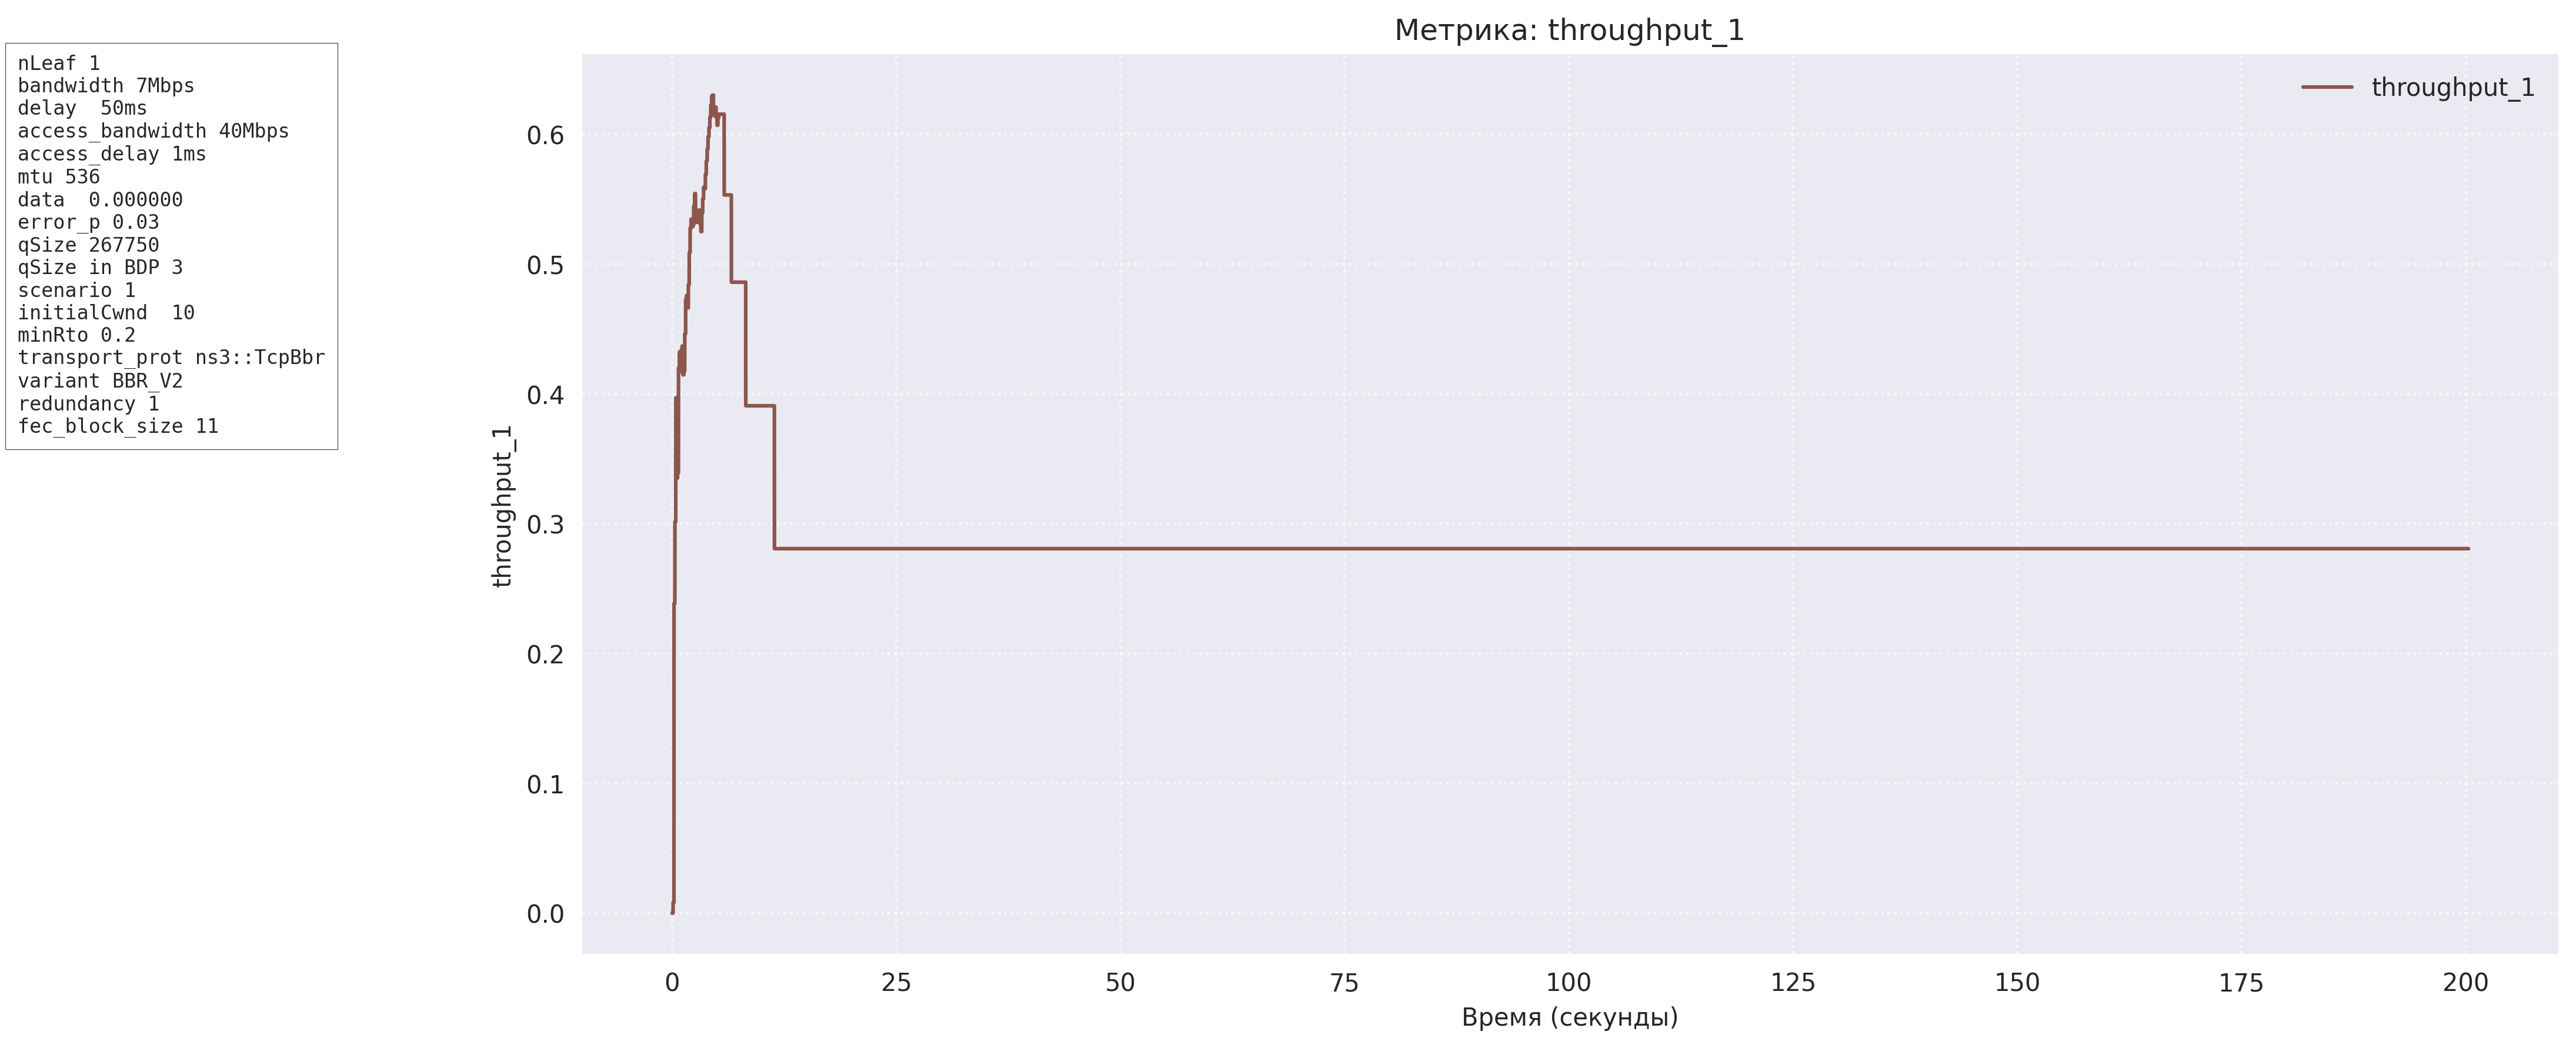 Метрика: throughput_1
nLeaf 1
bandwidth 7Mbps
delay  50ms
access_bandwidth 40Mbps
access_delay 1ms
mtu 536
data  0.000000
error_p 0.03
qSize 267750
qSize in BDP 3
scenario 1
initialCwnd  10
minRto 0.2
transport_prot ns3::TcpBbr
variant BBR_V2
redundancy 1
fec_block_size 11
throughput_1
throughput_1
0.6
0.5
0.4
0.3
0.2
0.1
0.0
0 25 50 75 100 125 150 175 200
Время (секунды)